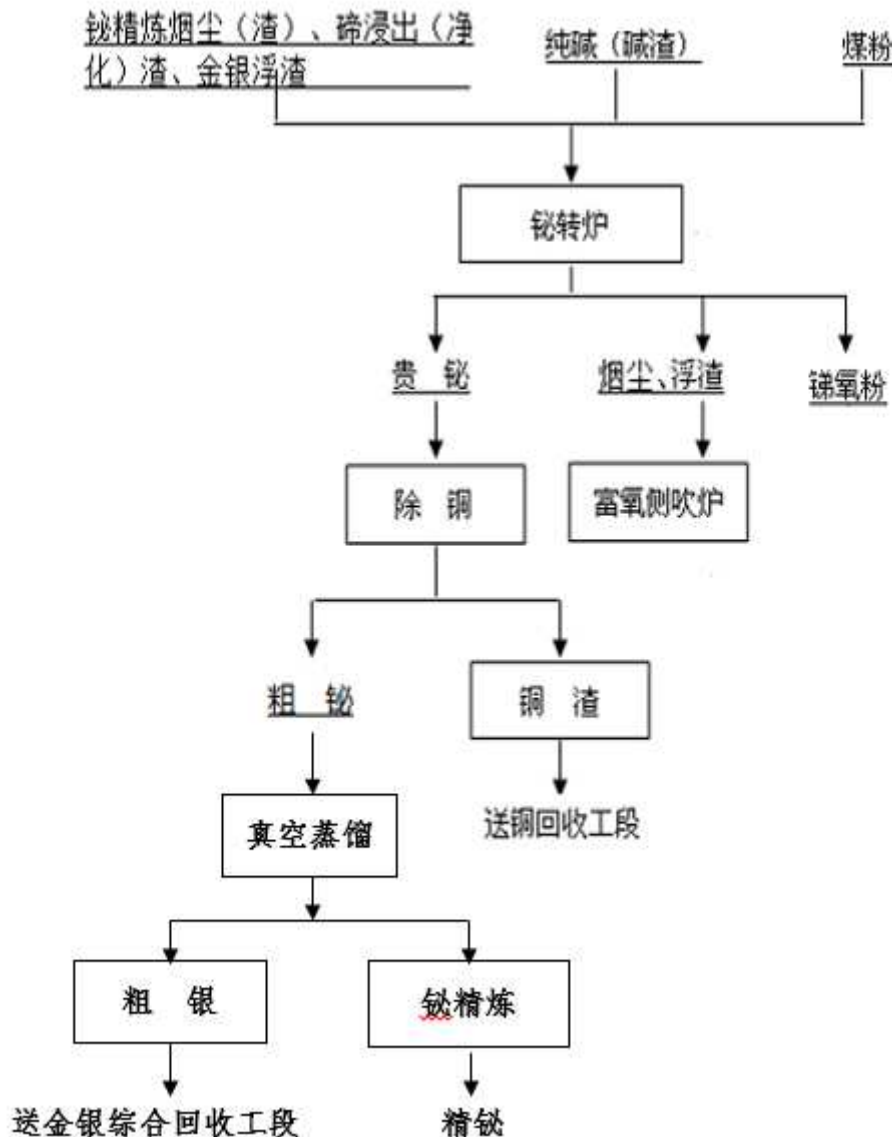 铋精炼烟尘（渣）、碲浸出（净
化）渣、金银浮渣
纯碱（碱渣）
煤粉
铋转炉
贵 铋
烟尘、浮渣
锑氧粉
除 铜
富氧侧吹炉
粗 铋
铜 渣
真空蒸馏
送铜回收工段
粗 银
铋精炼
送金银综合回收工段
精铋